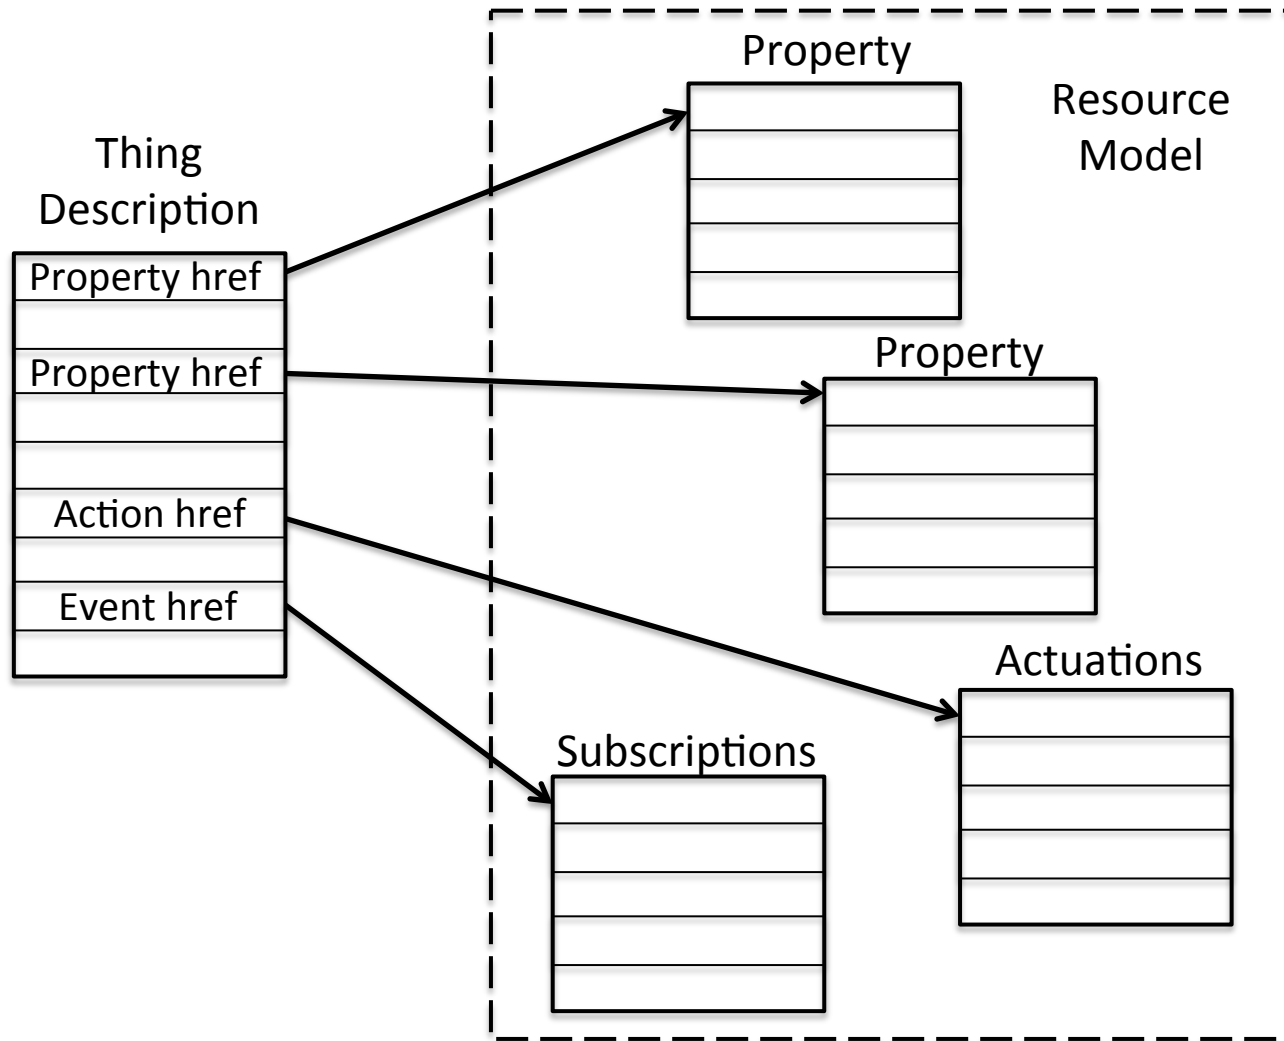 Thing
Description
Property href
Property href
Action href
Event href
Property
Resource
Model
Property
Actuations
Subscriptions